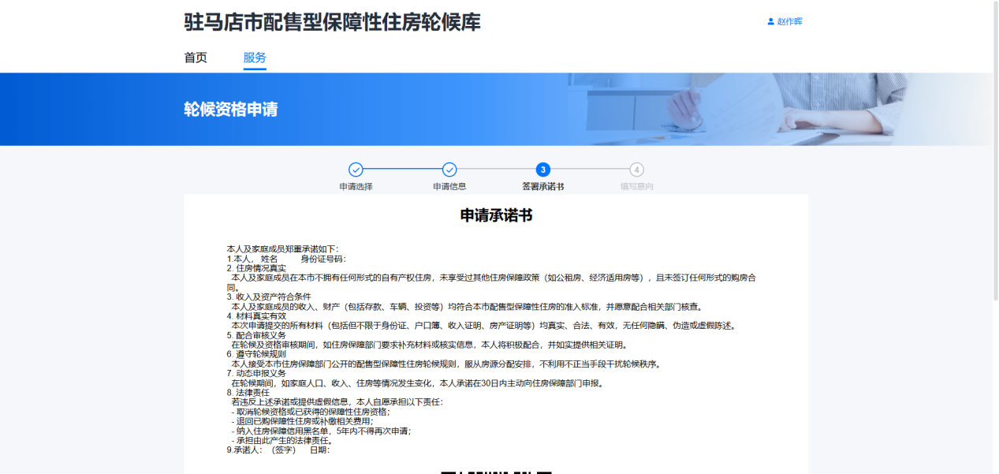 驻马店市配售型保障性住房轮候库
赵作晖
首页 服务
轮候资格申请
3 4
申请选择 申请信息 签署承诺书 填写意向
申请承诺书
本人及家庭成员郑重承诺如下：
1.本人， 姓名 身份证号码：
2. 住房情况真实
本人及家庭成员在本市不拥有任何形式的自有产权住房，未享受过其他住房保障政策（如公租房、经济适用房等），且未签订任何形式的购房合
同。
3. 收入及资产符合条件
本人及家庭成员的收入、财产（包括存款、车辆、投资等）均符合本市配售型保障性住房的准入标准，并愿意配合相关部门核查。
4. 材料真实有效
本次申请提交的所有材料（包括但不限于身份证、户口簿、收入证明、房产证明等）均真实、合法、有效，无任何隐瞒、伪造或虚假陈述。
5. 配合审核义务
在轮候及资格审核期间，如住房保障部门要求补充材料或核实信息，本人将积极配合，并如实提供相关证明。
6. 遵守轮候规则
本人接受本市住房保障部门公开的配售型保障性住房轮候规则，服从房源分配安排，不利用不正当手段干扰轮候秩序。
7. 动态申报义务
在轮候期间，如家庭人口、收入、住房等情况发生变化，本人承诺在30日内主动向住房保障部门申报。
8. 法律责任
若违反上述承诺或提供虚假信息，本人自愿承担以下责任：
- 取消轮候资格或已获得的保障性住房资格；
- 退回已购保障性住房或补缴相关费用；
- 纳入住房保障信用黑名单，5年内不得再次申请；
- 承担由此产生的法律责任。
9.承诺人：（签字） 日期：